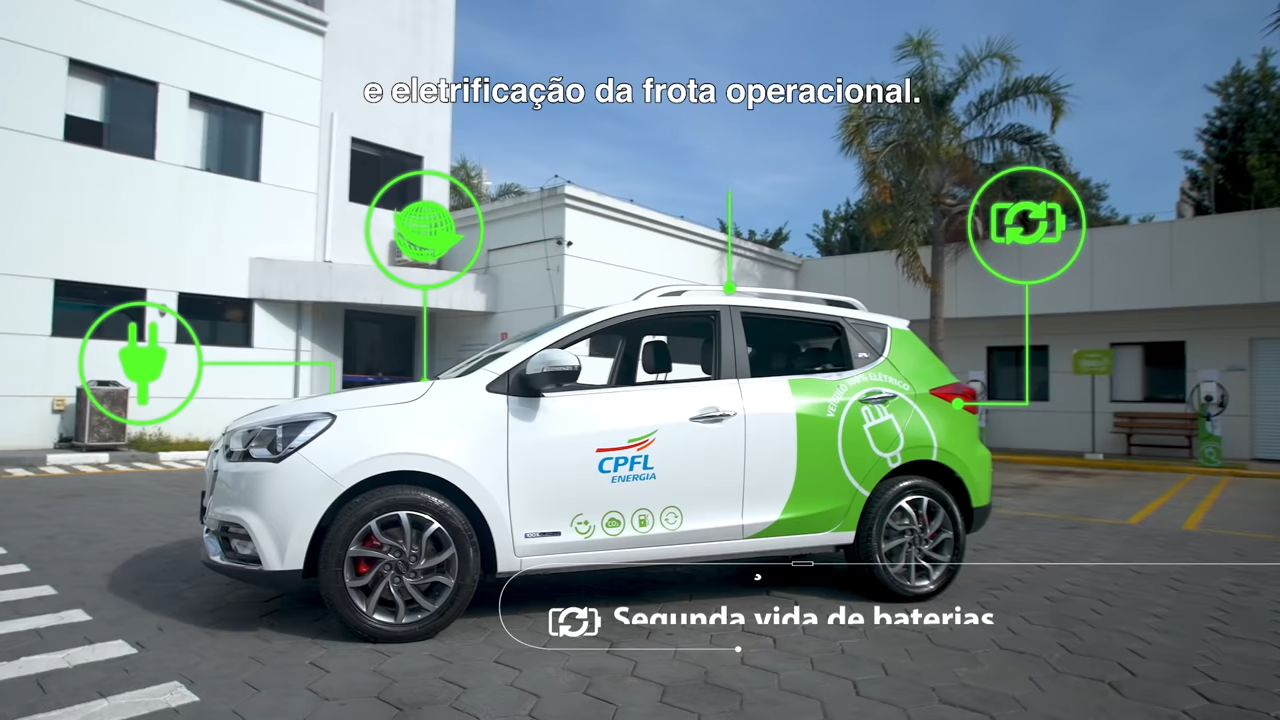 e eletrificação da frota operacional.
VEÍCULO 100% ELÉTRICO
CPFL
ENERGIA
Segunda vida de baterias